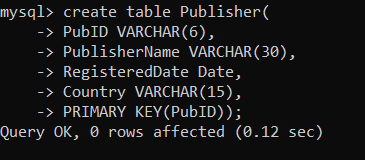 mysql> create table Publisher(
    -> PubID VARCHAR(6),
    -> PublisherName VARCHAR(30),
    -> RegisteredDate Date,
    -> Country VARCHAR(15),
    -> PRIMARY KEY(PubID));
Query OK, 0 rows affected (0.12 sec)